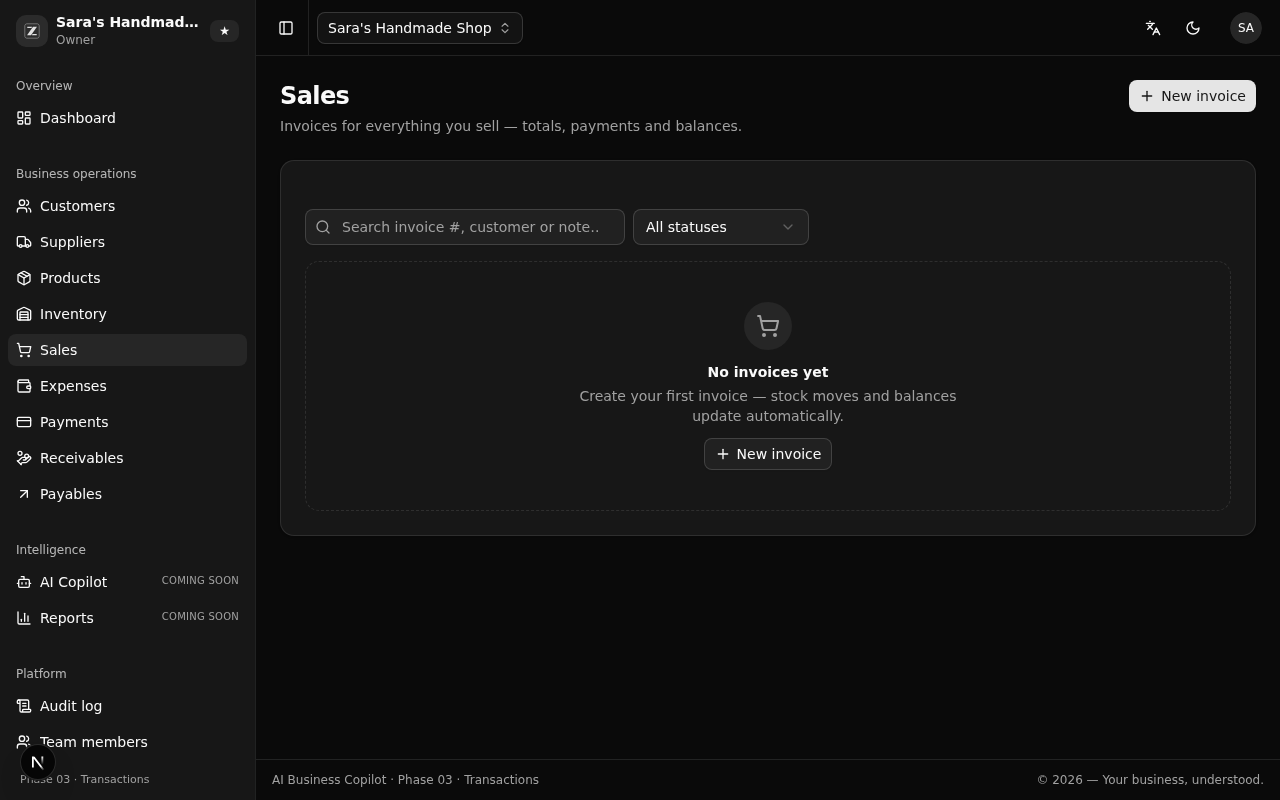 Sara's Handmad...
Owner
★
Overview
Dashboard
Business operations
Customers
Suppliers
Products
Inventory
Sales
Expenses
Payments
Receivables
Payables
Intelligence
AI Copilot COMING SOON
Reports COMING SOON
Platform
Audit log
Team members
Phase 03 · Transactions
Sara's Handmade Shop
SA
Sales
New invoice
Invoices for everything you sell — totals, payments and balances.
Search invoice #, customer or note..
All statuses
No invoices yet
Create your first invoice — stock moves and balances
update automatically.
New invoice
AI Business Copilot · Phase 03 · Transactions
© 2026 — Your business, understood.